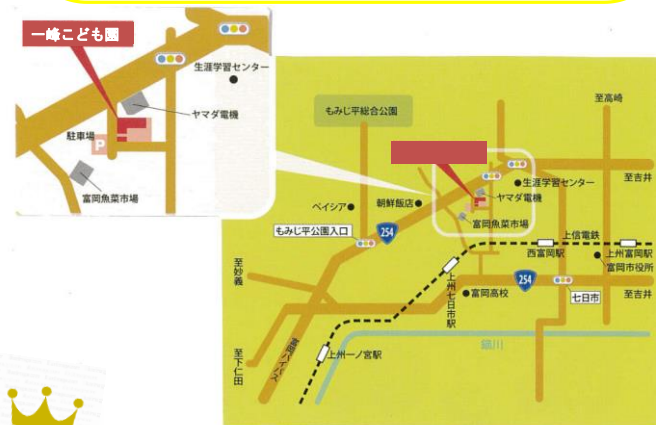 一峰こども園
生涯学習センター
ヤマダ電機
駐車場
P
富岡魚菜市場
もみじ平総合公園
至高崎
至吉井
生涯学習センター
ヤマダ電機
朝鮮飯店
ベイシア
富岡魚菜市場
もみじ平公園入口
254
上信電鉄
西富岡駅
上州富岡駅
富岡市役所
至妙義
上州七日市駅
254
富岡高校
七日市
至吉井
鏑川
至下仁田
富岡バイパス
上州一ノ宮駅